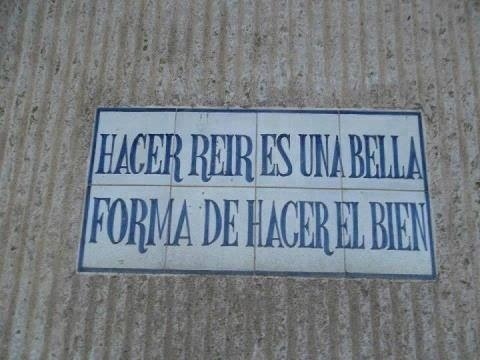 HACER REIR ES UNA BELLA
FORMA DE HACER EL BIEN